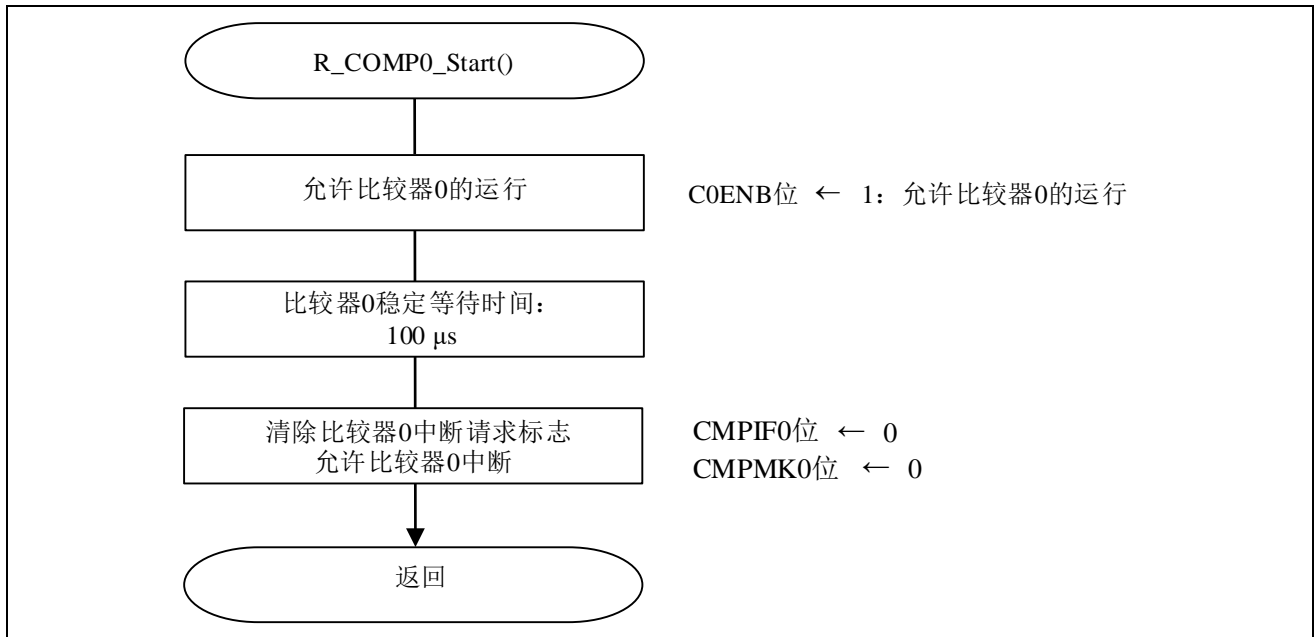 R_COMP0_Start()
允许比较器0的运行
C0ENB位 ← 1：允许比较器0的运行
比较器0稳定等待时间：
100 µs
清除比较器0中断请求标志
允许比较器0中断
CMPIF0位 ← 0
CMPMK0位 ← 0
返回